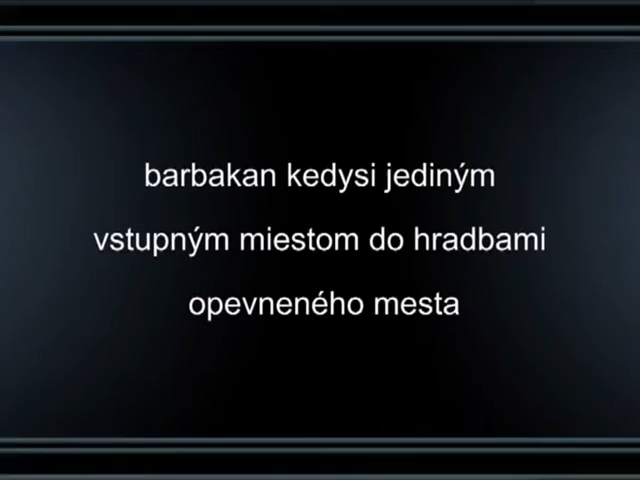 barbakan kedysi jediným
vstupným miestom do hradbami
opevneného mesta